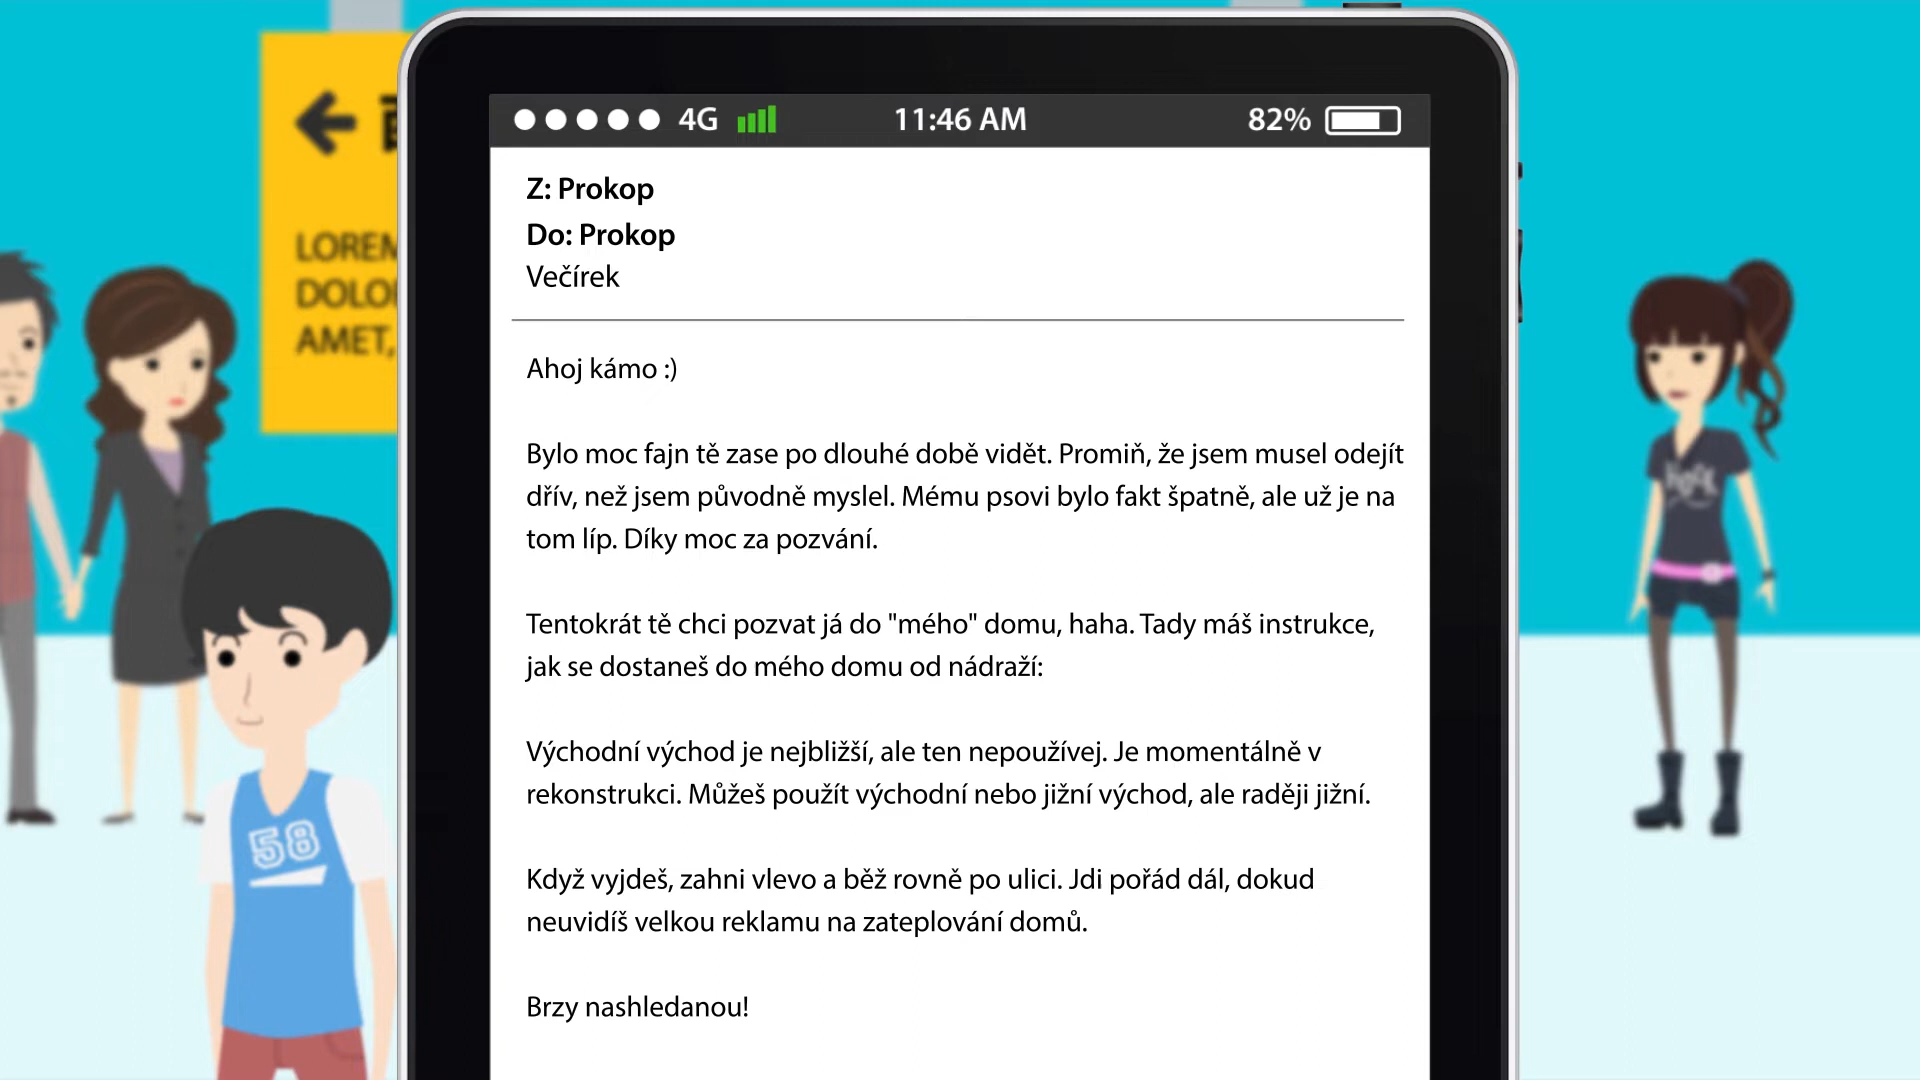 LOREM
DOLO
AMET,
58
4G 11:46 AM 82%
Z: Prokop
Do: Prokop
Večírek
Ahoj kámo :)
Bylo moc fajn tě zase po dlouhé době vidět. Promiň, že jsem musel odejít
dřív, než jsem původně myslel. Mému psovi bylo fakt špatně, ale už je na
tom líp. Díky moc za pozvání.
Tentokrát tě chci pozvat já do "mého" domu, haha. Tady máš instrukce,
jak se dostaneš do mého domu od nádraží:
Východní východ je nejbližší, ale ten nepoužívej. Je momentálně v
rekonstrukci. Můžeš použít východní nebo jižní východ, ale raději jižní.
Když vyjdeš, zahni vlevo a běž rovně po ulici. Jdi pořád dál, dokud
neuvidíš velkou reklamu na zateplování domů.
Brzy nashledanou!